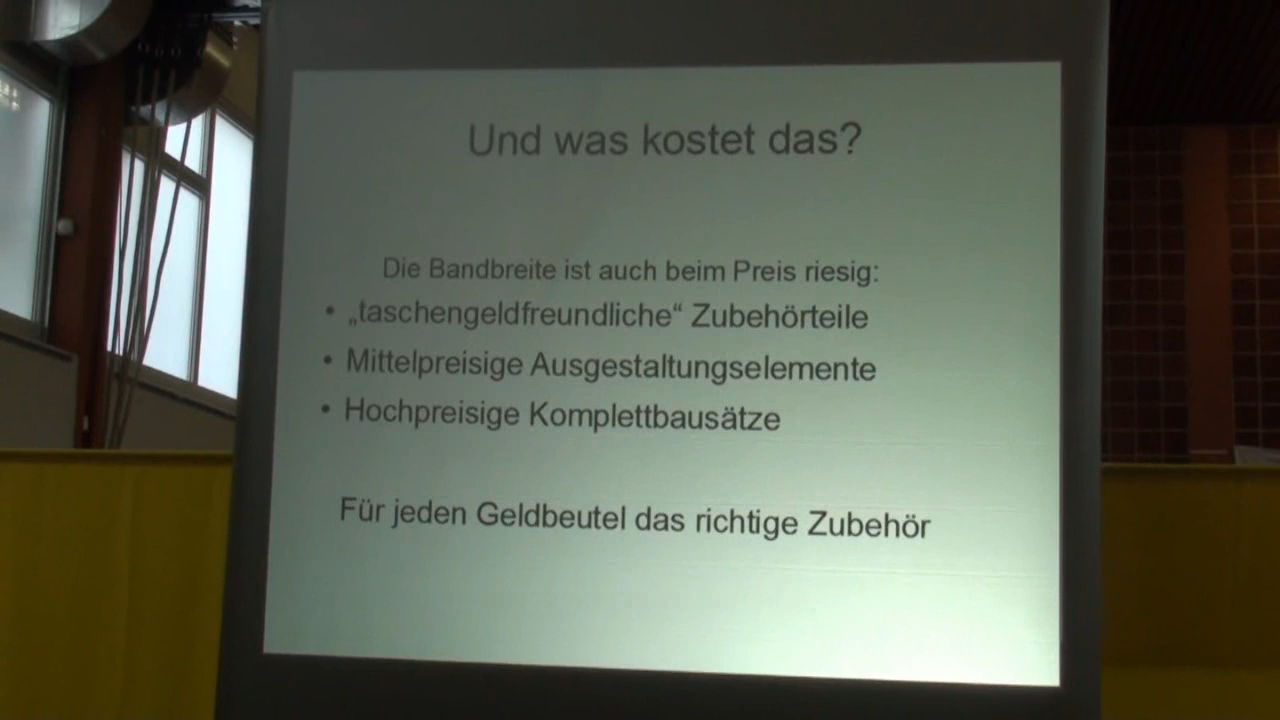 Und was kostet das?
Die Bandbreite ist auch beim Preis riesig:
• „taschengeldfreundliche“ Zubehörteile
• Mittelpreisige Ausgestaltungselemente
• Hochpreisige Komplettbausätze
Für jeden Geldbeutel das richtige Zubehör